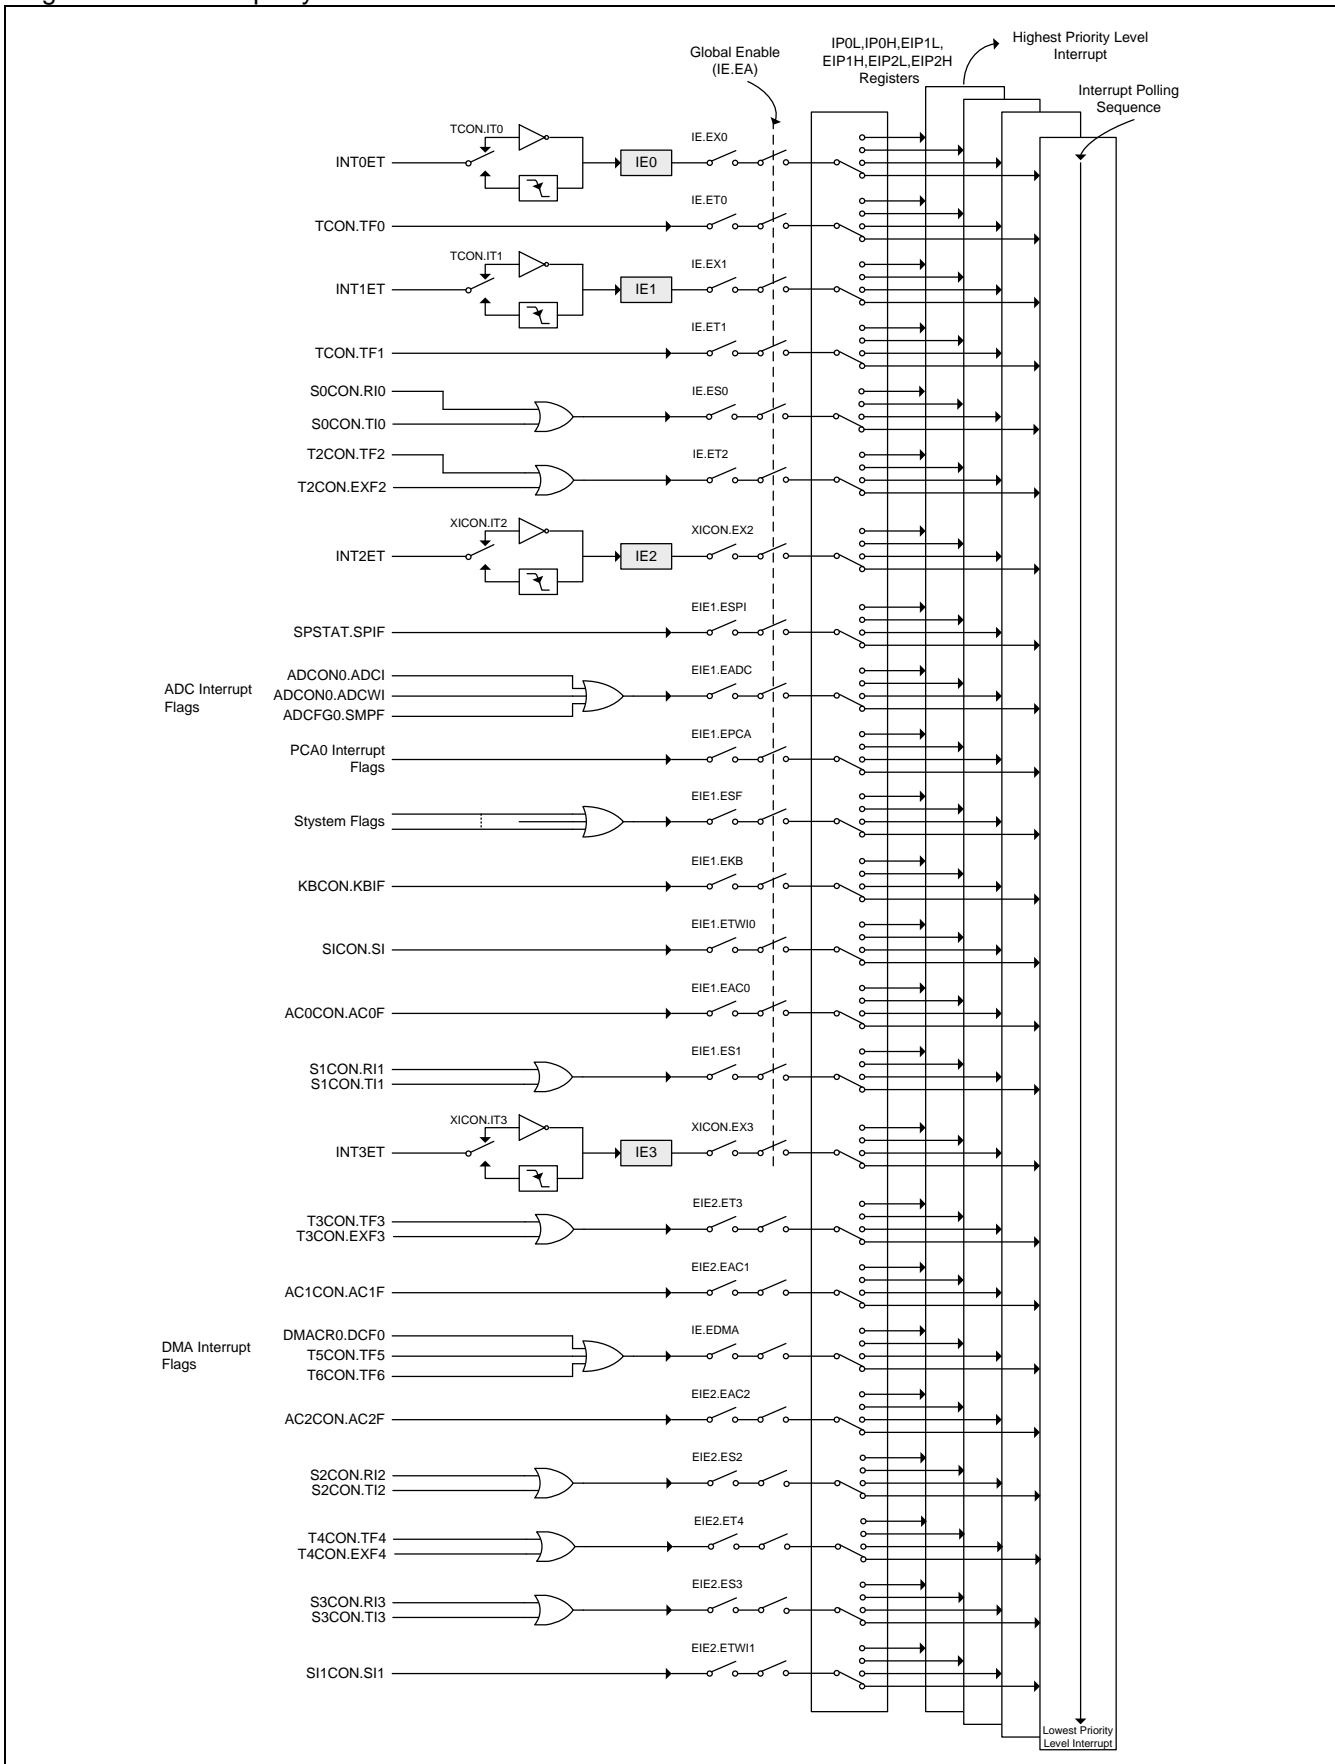 Global Enable
(IE.EA)
IP0L,IP0H,EIP1L,
EIP1H,EIP2L,EIP2H
Registers
Highest Priority Level
Interrupt
Interrupt Polling
Sequence
TCON.IT0
INT0ET
IE0
IE.EX0
TCON.TF0
IE.ET0
TCON.IT1
INT1ET
IE1
IE.EX1
TCON.TF1
IE.ET1
S0CON.RI0
S0CON.TI0
IE.ES0
T2CON.TF2
T2CON.EXF2
IE.ET2
XICON.IT2
INT2ET
IE2
XICON.EX2
SPSTAT.SPIF
EIE1.ESPI
ADC Interrupt
Flags
ADCON0.ADCI
ADCON0.ADCWI
ADCFG0.SMPF
EIE1.EADC
PCA0 Interrupt
Flags
EIE1.EPCA
Stystem Flags
EIE1.ESF
KBCON.KBIF
EIE1.EKB
SICON.SI
EIE1.ETWI0
AC0CON.AC0F
EIE1.EAC0
S1CON.RI1
S1CON.TI1
EIE1.ES1
XICON.IT3
INT3ET
IE3
XICON.EX3
T3CON.TF3
T3CON.EXF3
EIE2.ET3
AC1CON.AC1F
EIE2.EAC1
DMA Interrupt
Flags
DMACR0.DCF0
T5CON.TF5
T6CON.TF6
IE.EDMA
AC2CON.AC2F
EIE2.EAC2
S2CON.RI2
S2CON.TI2
EIE2.ES2
T4CON.TF4
T4CON.EXF4
EIE2.ET4
S3CON.RI3
S3CON.TI3
EIE2.ES3
SI1CON.SI1
EIE2.ETWI1
Lowest Priority
Level Interrupt